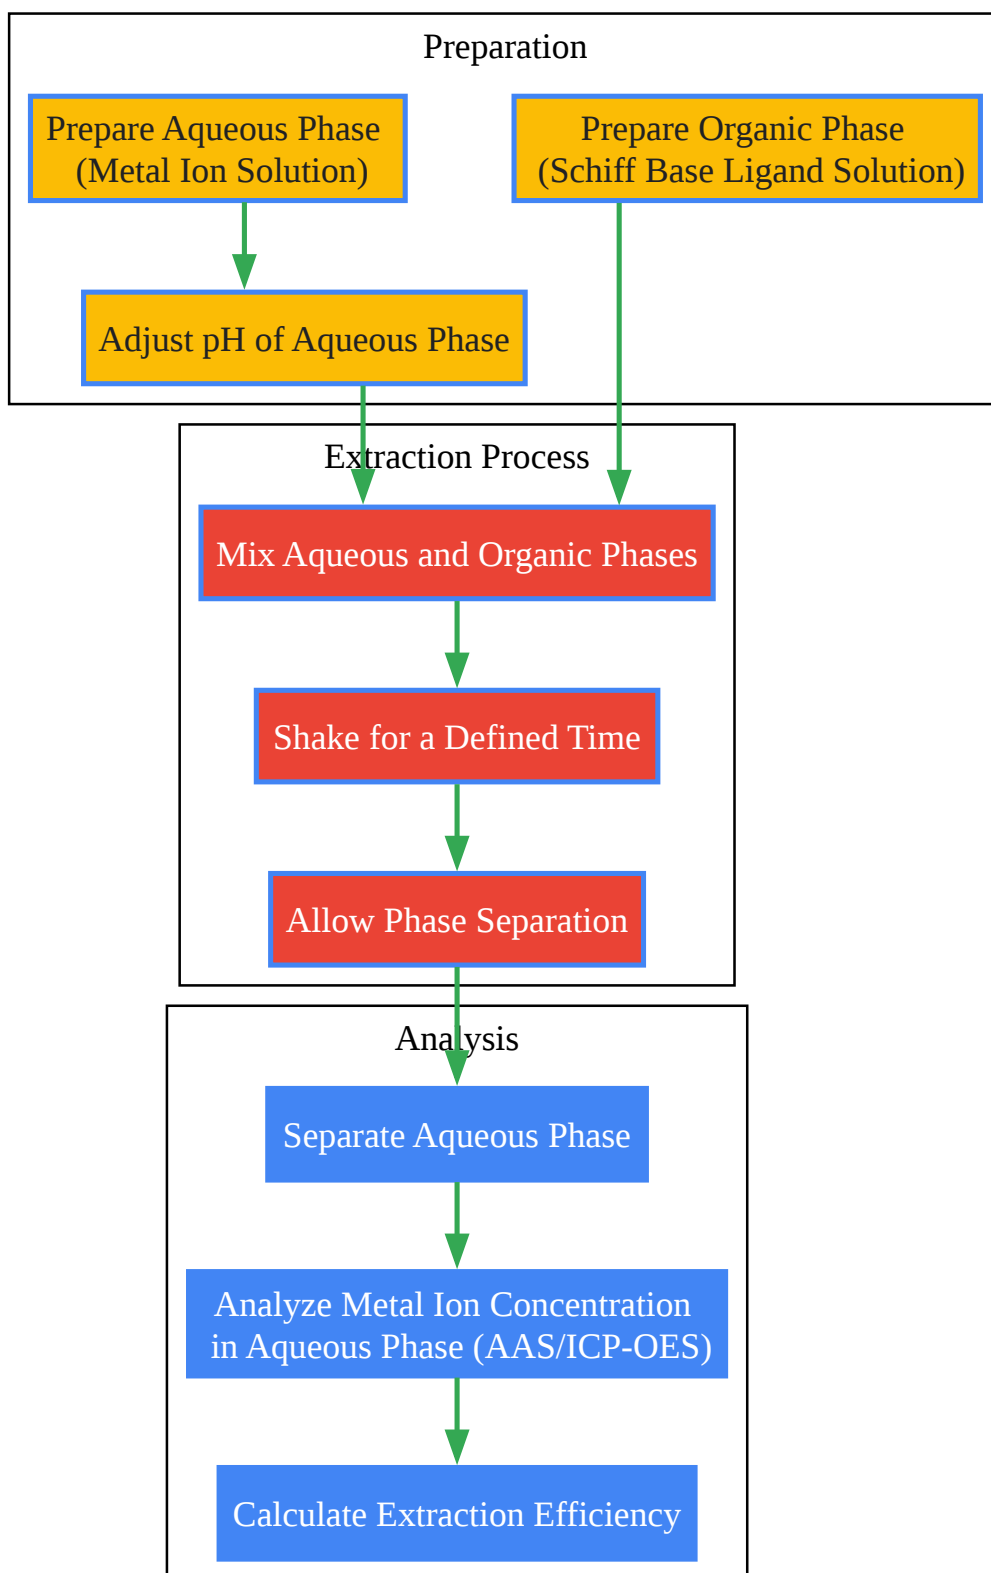 Preparation
Prepare Aqueous Phase
(Metal Ion Solution)
Prepare Organic Phase
(Schiff Base Ligand Solution)
Adjust pH of Aqueous Phase
Extraction Process
Mix Aqueous and Organic Phases
Shake for a Defined Time
Allow Phase Separation
Analysis
Separate Aqueous Phase
Analyze Metal Ion Concentration
in Aqueous Phase (AAS/ICP-OES)
Calculate Extraction Efficiency